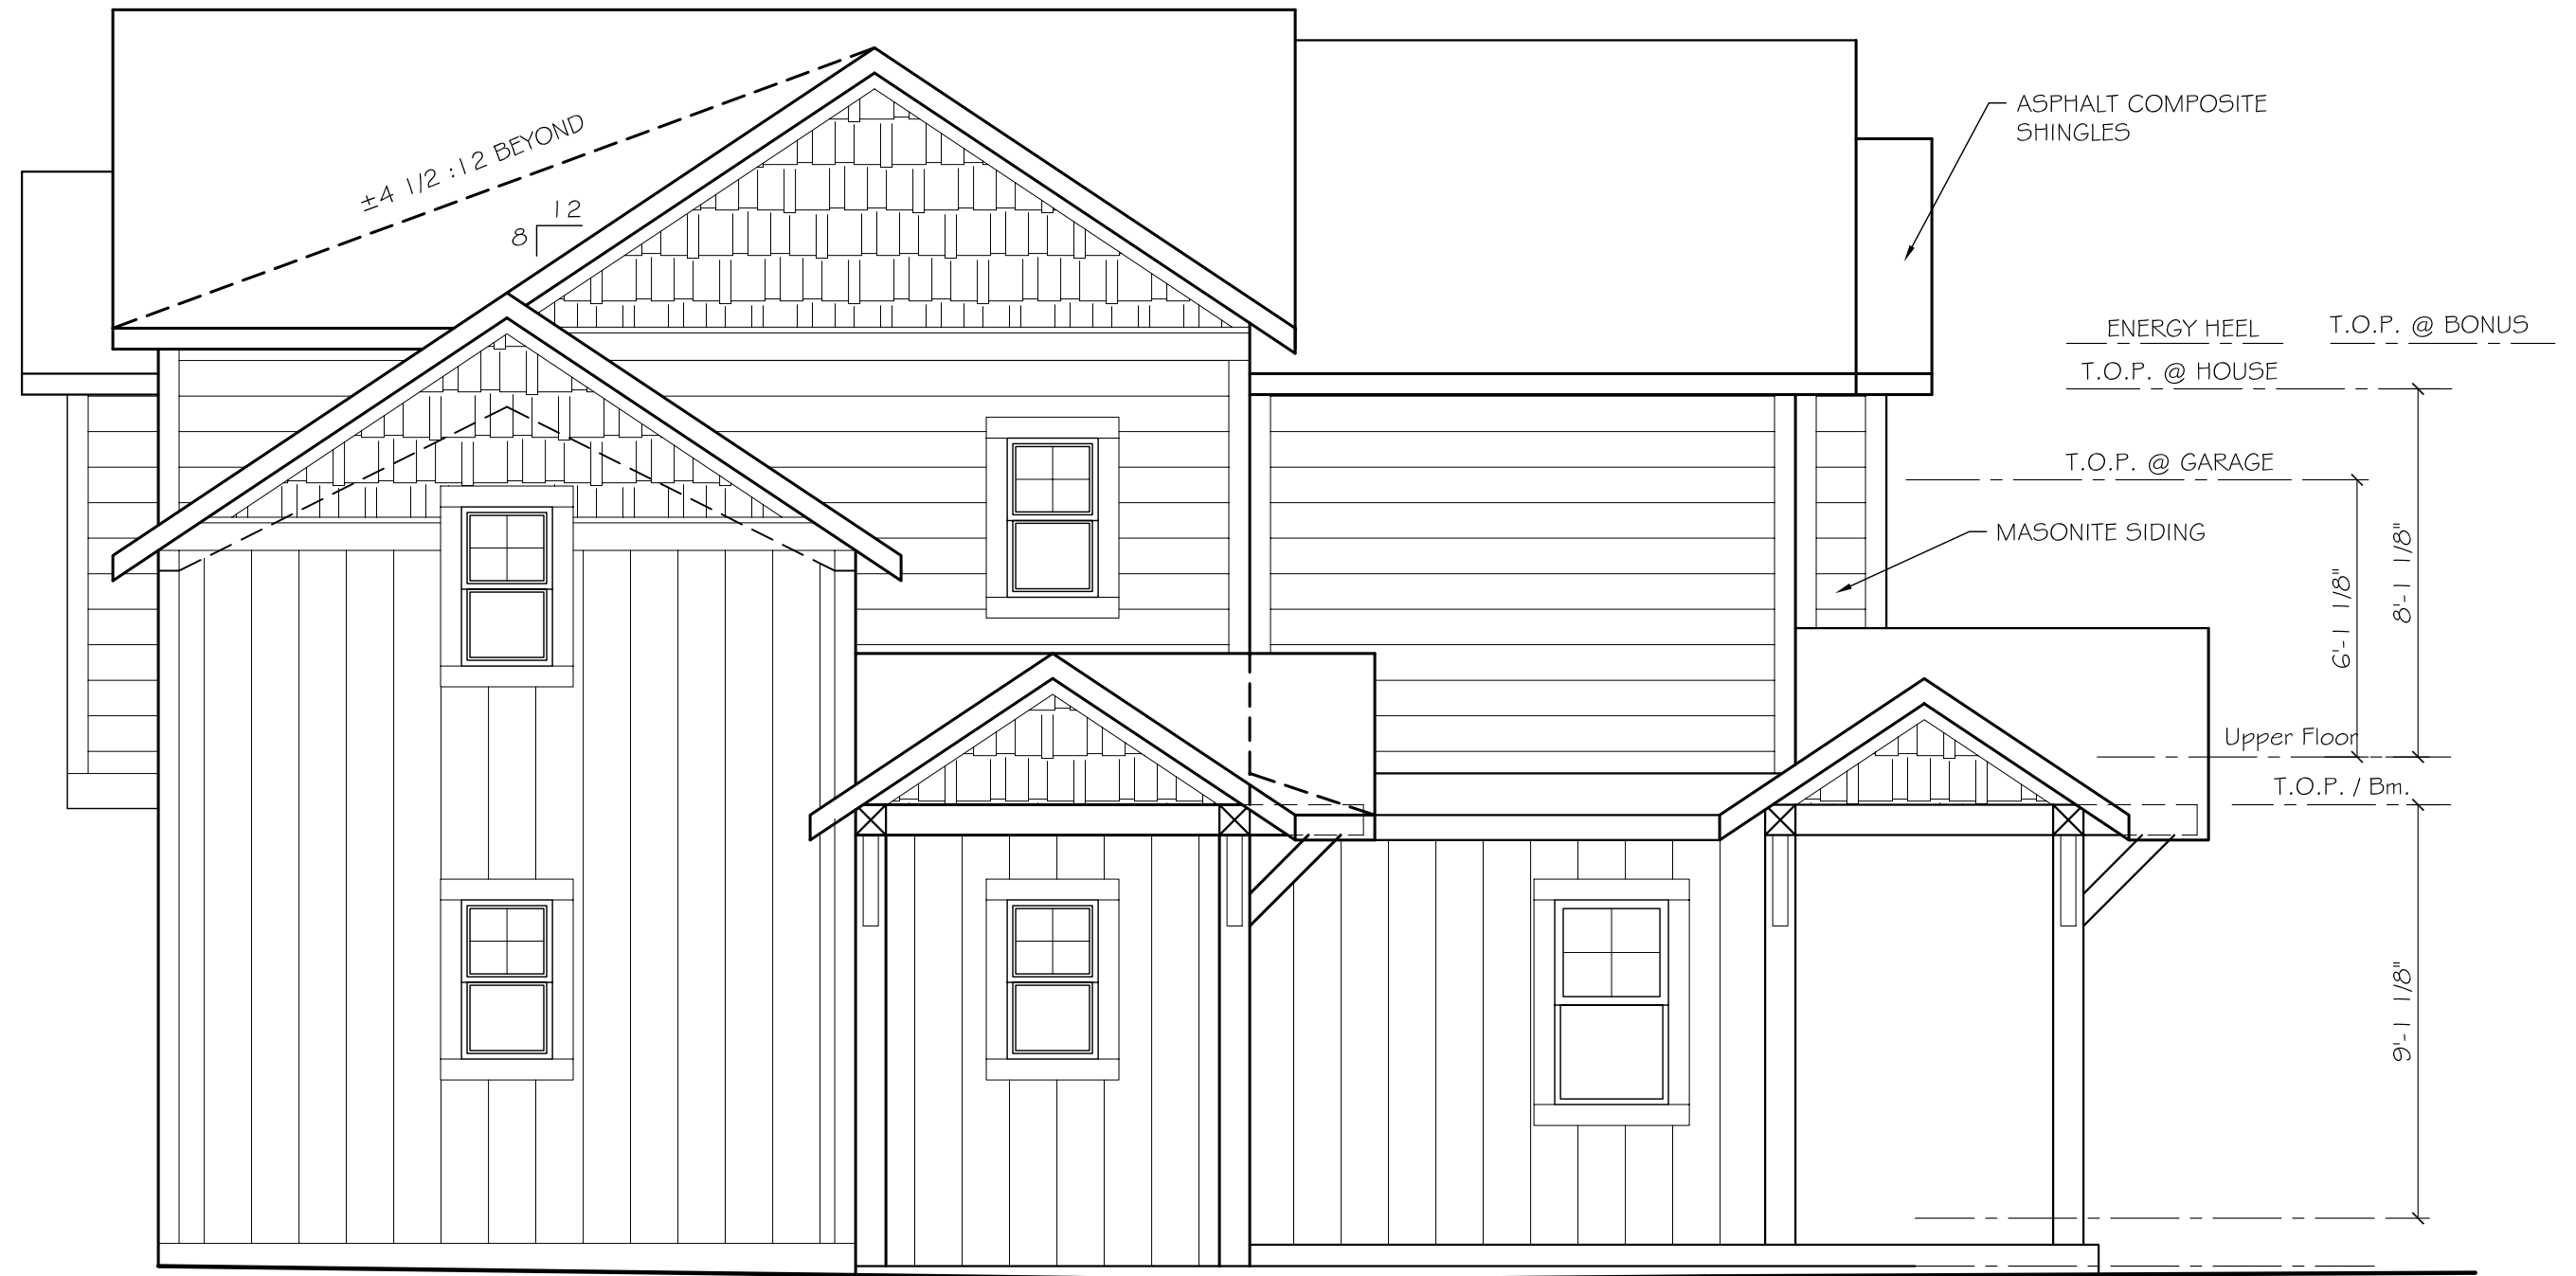 ASPHALT COMPOSITE
SHINGLES
±4 1/2 :12 BEYOND
12
8
ENERGY HEEL
T.O.P. @ BONUS
T.O.P. @ HOUSE
T.O.P. @ GARAGE
MASONITE SIDING
8'-1 1/8"
6'-1 1/8"
Upper Floor
T.O.P. / Bm.
9'-1 1/8"